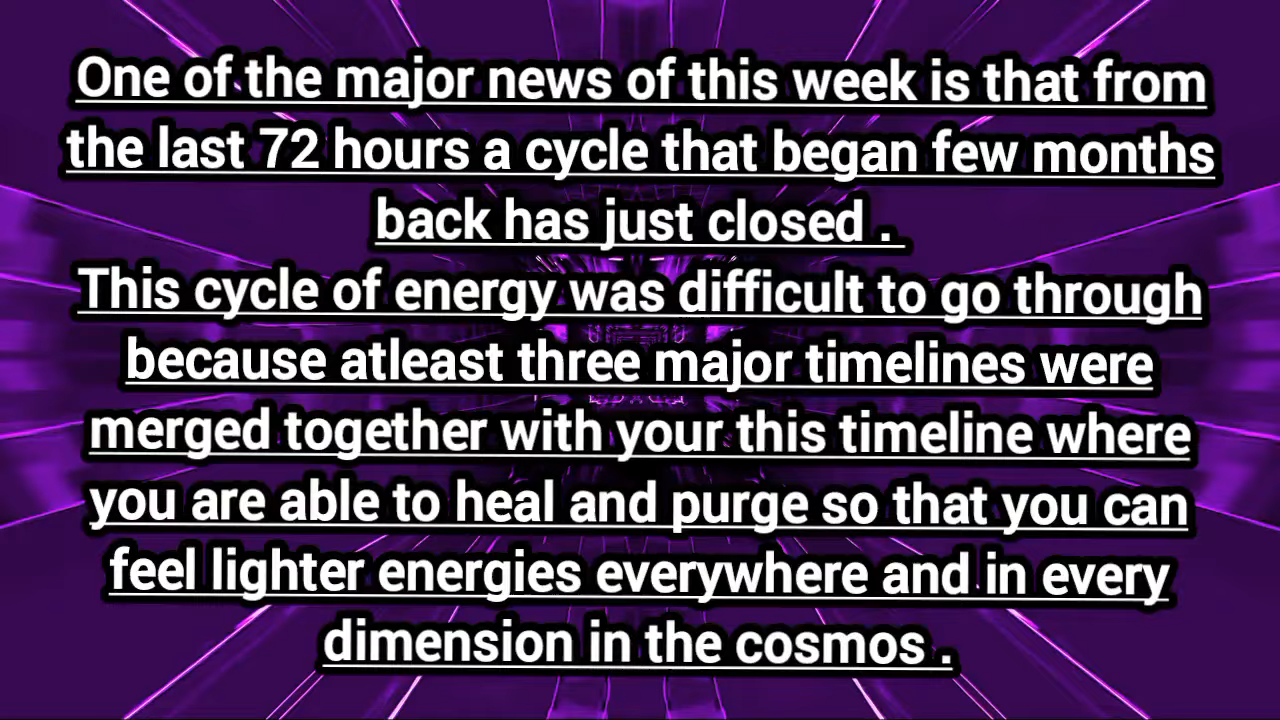 One of the major news of this week is that from
the last 72 hours a cycle that began few months
back has just closed .
This cycle of energy was difficult to go through
because atleast three major timelines were
merged together with your this timeline where
you are able to heal and purge so that you can
feel lighter energies everywhere and in every
dimension in the cosmos .